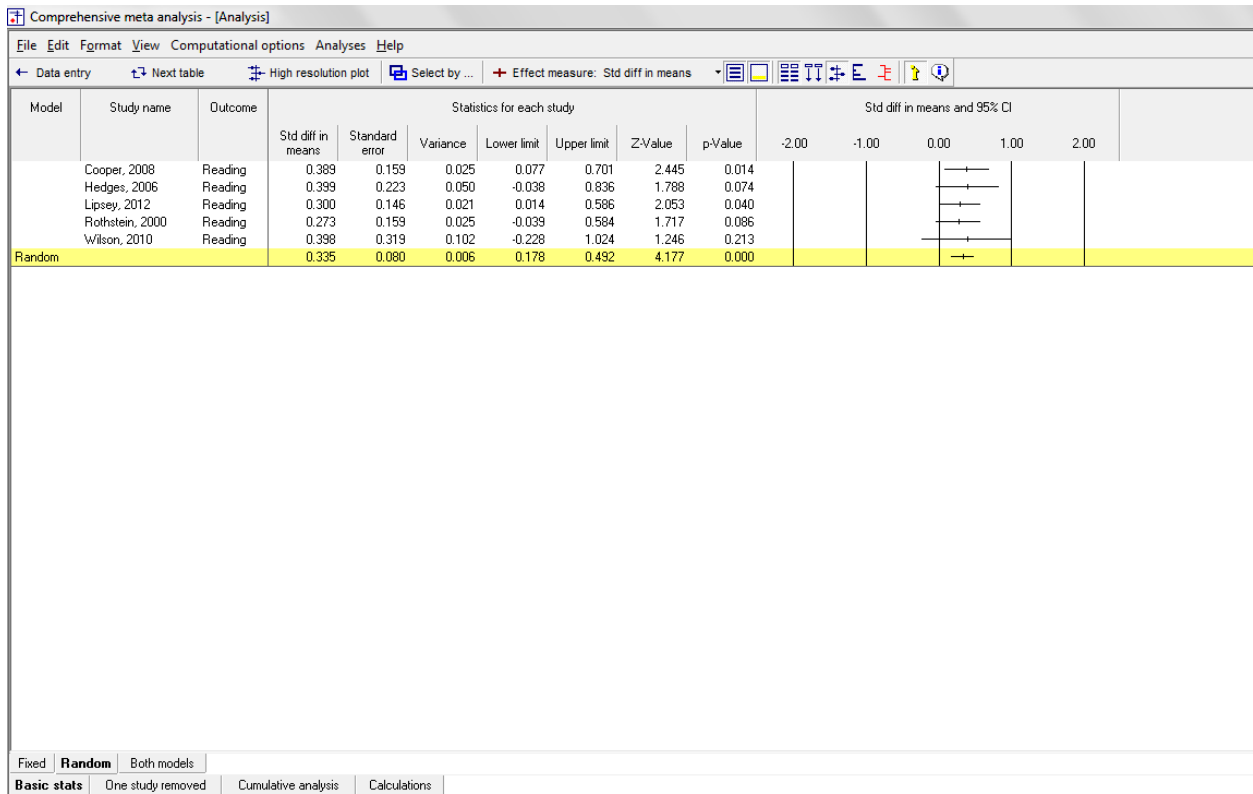 Comprehensive meta analysis - [Analysis]
File Edit Format View Computational options Analyses Help
← Data entry Next table High resolution plot Select by ... + Effect measure: Std diff in means
Model Study name Outcome Statistics for each study Std diff in means and 95% CI
Std diff in means Standard error Variance Lower limit Upper limit Z-Value p-Value -2.00 -1.00 0.00 1.00 2.00
Cooper, 2008 Reading 0.389 0.159 0.025 0.077 0.701 2.445 0.014
Hedges, 2006 Reading 0.399 0.223 0.050 -0.038 0.836 1.788 0.074
Lipsey, 2012 Reading 0.300 0.146 0.021 0.014 0.586 2.053 0.040
Rothstein, 2000 Reading 0.273 0.159 0.025 -0.039 0.584 1.717 0.086
Wilson, 2010 Reading 0.398 0.319 0.102 -0.228 1.024 1.246 0.213
Random 0.335 0.080 0.006 0.178 0.492 4.177 0.000
Fixed Random Both models
Basic stats One study removed Cumulative analysis Calculations